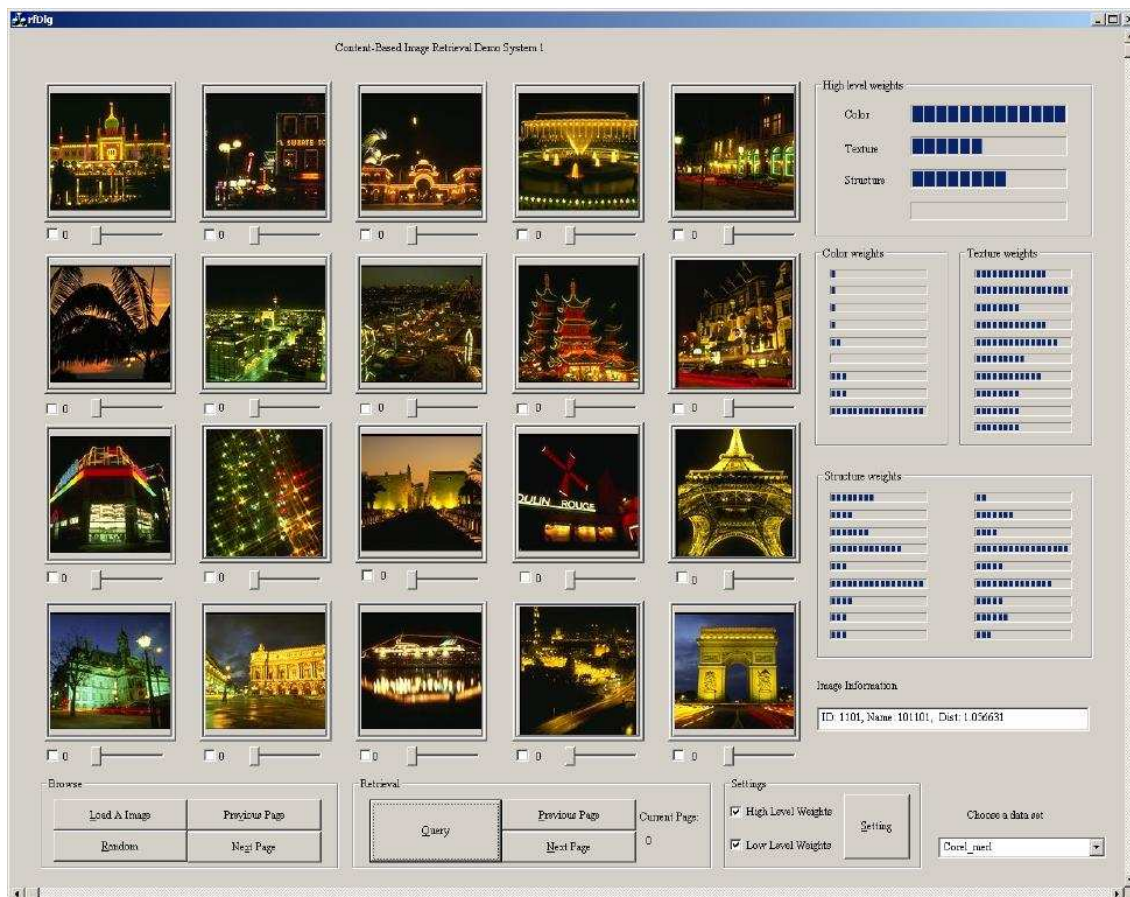 rfDlg
Content-Based Image Retrieval Demo System 1
SUKAFE
0 0 0 0 0
0 0 0 0 0
OULIN ROUGE
0 0 0 0 0
0 0 0 0 0
High level weights
Color
Texture
Structure
Color weights
Texture weights
Structure weights
Image Information
ID: 1101, Name: 101101, Dist: 1.056631
Browse
Load A Image
Previous Page
Random
Next Page
Retrieval
Query
Previous Page
Next Page
Current Page:
0
Settings
High Level Weights
Low Level Weights
Setting
Choose a data set
Corel_merl